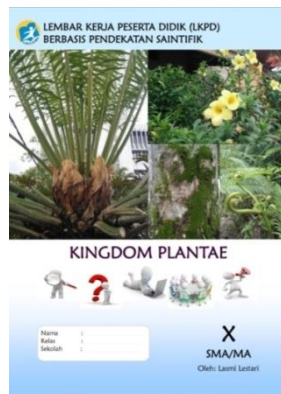 LEMBAR KERJA PESERTA DIDIK (LKPD)
BERBASIS PENDEKATAN SAINTIFIK
KINGDOM PLANTAE
Nama :
Kelas :
Sekolah :
X
SMA/MA
Oleh: Lasmi Lestari